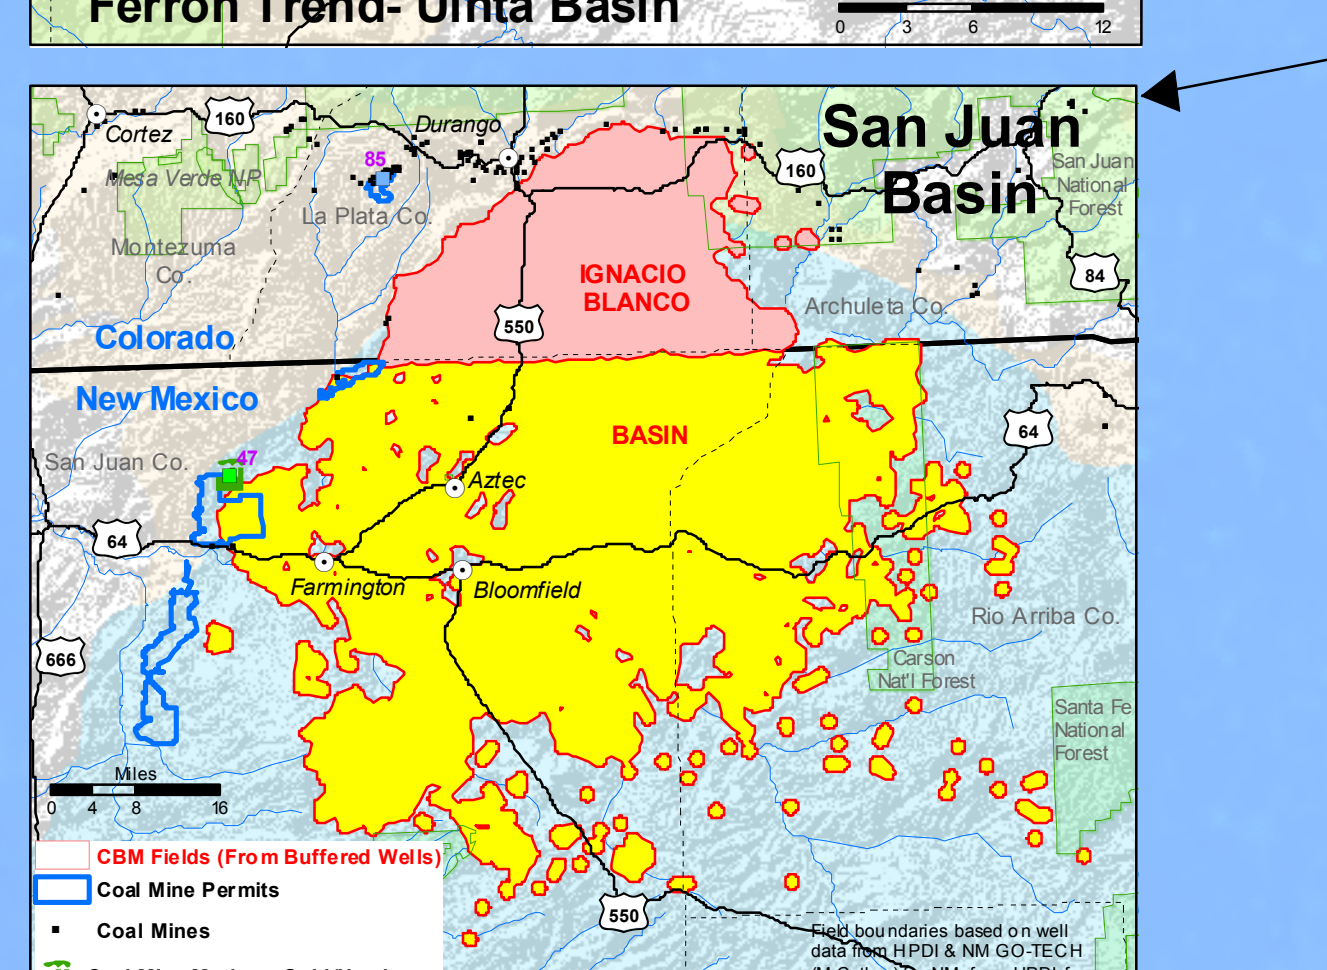 Ferron Trend- Uinta Basin
0 3 6 12
San Juan
Basin
Cortez
160
Durango
85
Mesa Verde NP
La Plata Co.
Montezuma
Co.
160
San Juan
National
Forest
84
IGNACIO
BLANCO
550
Archuleta Co.
Colorado
New Mexico
BASIN
64
San Juan Co.
47
Aztec
64
Farmington
Bloomfield
Rio Arriba Co.
666
Carson
Nat'l Forest
Santa Fe
National
Forest
Miles
0 4 8 16
CBM Fields (From Buffered Wells)
Coal Mine Permits
Coal Mines
550
Field boundaries based on well
data from HPDI & NM GO-TECH